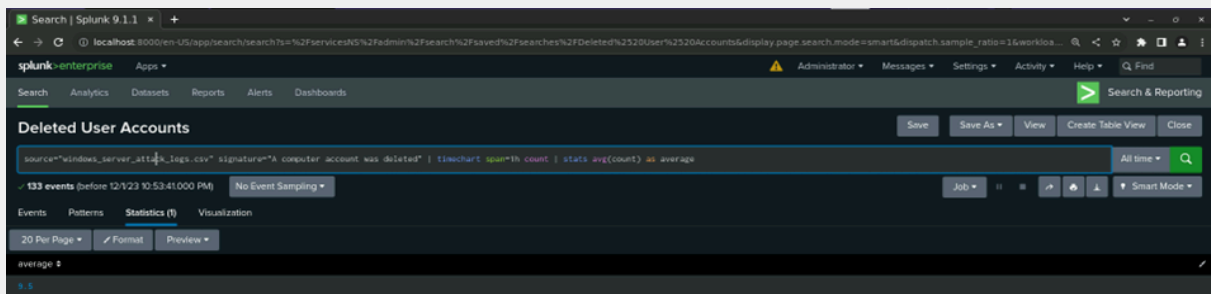 Search | Splunk 9.1.1 × +
localhost:8000/en-US/app/search/search?s=%2FservicesNS%2Fadmin%2Fsearch%2Fsaved%2Fsearches%2FDeleted%2520User%2520Accounts&display.page.search.mode=smart&dispatch.sample_ratio=1&workloa...
splunk>enterprise Apps Administrator Messages Settings Activity Help Find
Search Analytics Datasets Reports Alerts Dashboards Search & Reporting
Deleted User Accounts Save Save As View Create Table View Close
source="windows_server_attack_logs.csv" signature="A computer account was deleted" | timechart span=1h count | stats avg(count) as average All time
✓ 133 events (before 12/1/23 10:53:41.000 PM) No Event Sampling Job Smart Mode
Events Patterns Statistics (1) Visualization
20 Per Page Format Preview
average
9.5